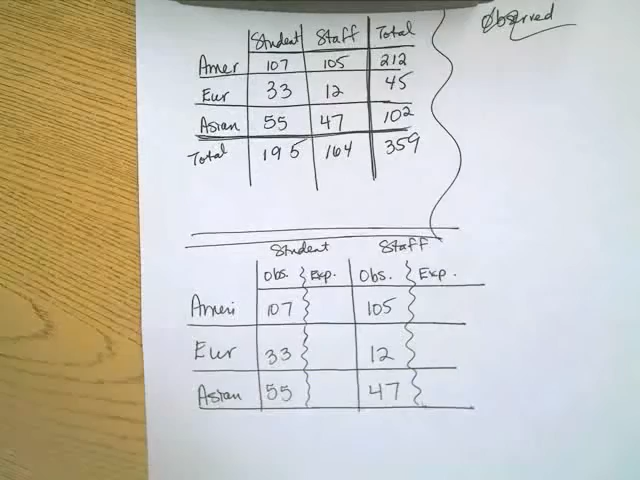 Observed
Student Staff Total
Amer 107 105 212
Eur 33 12 45
Asian 55 47 102
Total 195 164 359
Student Staff
Obs. Exp. Obs. Exp.
Ameri 107 105
Eur 33 12
Asian 55 47